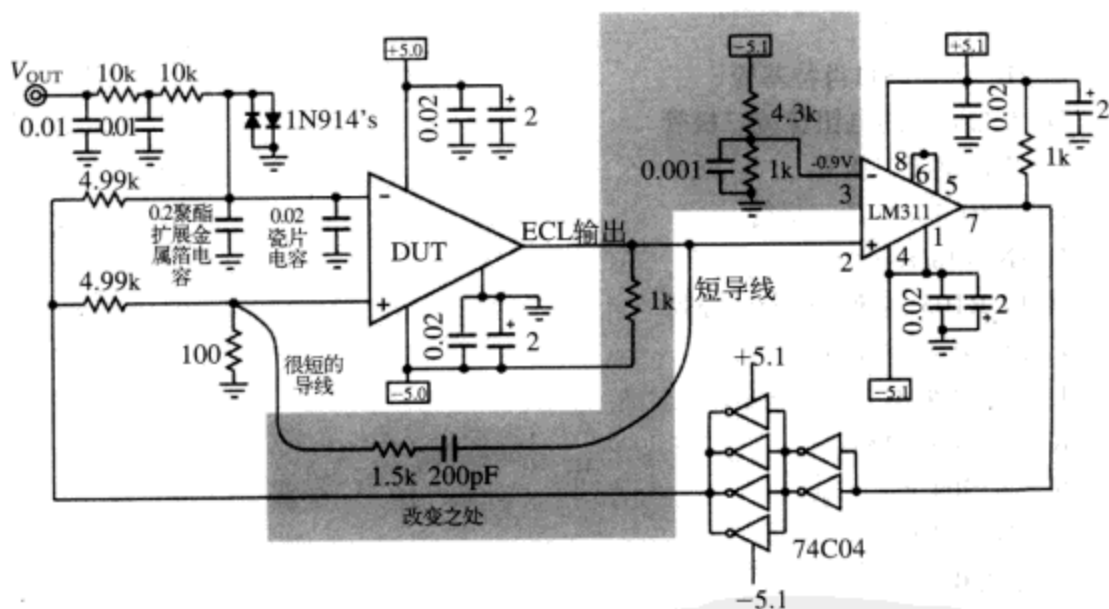 V_OUT
10k
10k
0.01
0.01
1N914's
+5.0
0.02
2
+
-5.1
4.3k
0.001
1k
-0.9V
+5.1
0.02
2
+
1k
8
6
5
3
-
LM311
7
1
+
2
4
0.02
2
+
-5.1
4.99k
0.2聚酯
扩展金
属箔电
容
0.02
瓷片
电容
-
DUT
+
ECL输出
短导线
1k
4.99k
100
很短的
导线
0.02
2
+
-5.0
1.5k
200pF
改变之处
+5.1
74C04
-5.1